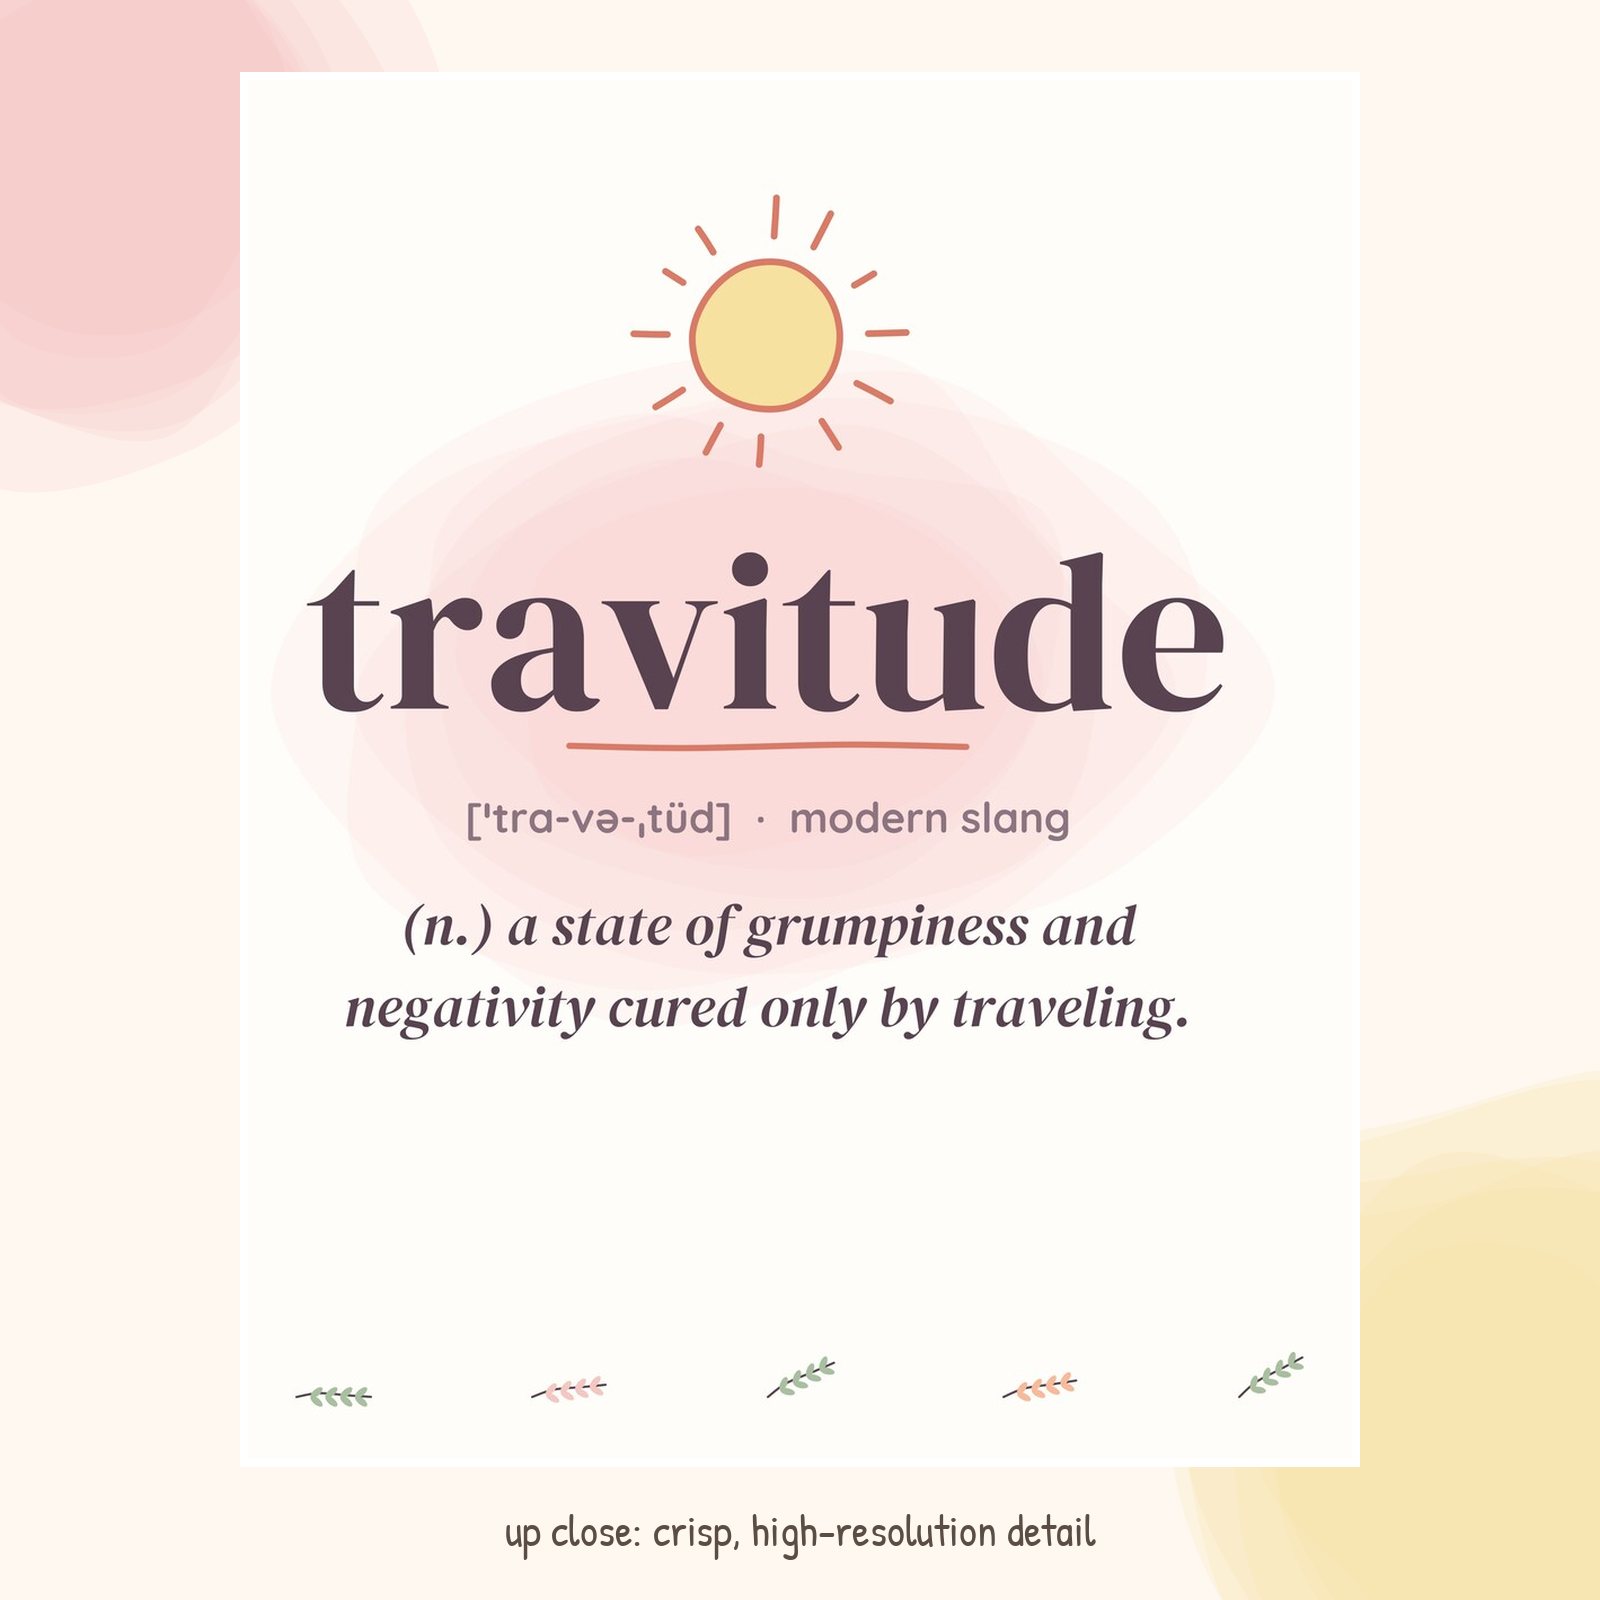 travitude
[ˈtra-və-ˌtüd] · modern slang
(n.) a state of grumpiness and
negativity cured only by traveling.
up close: crisp, high-resolution detail